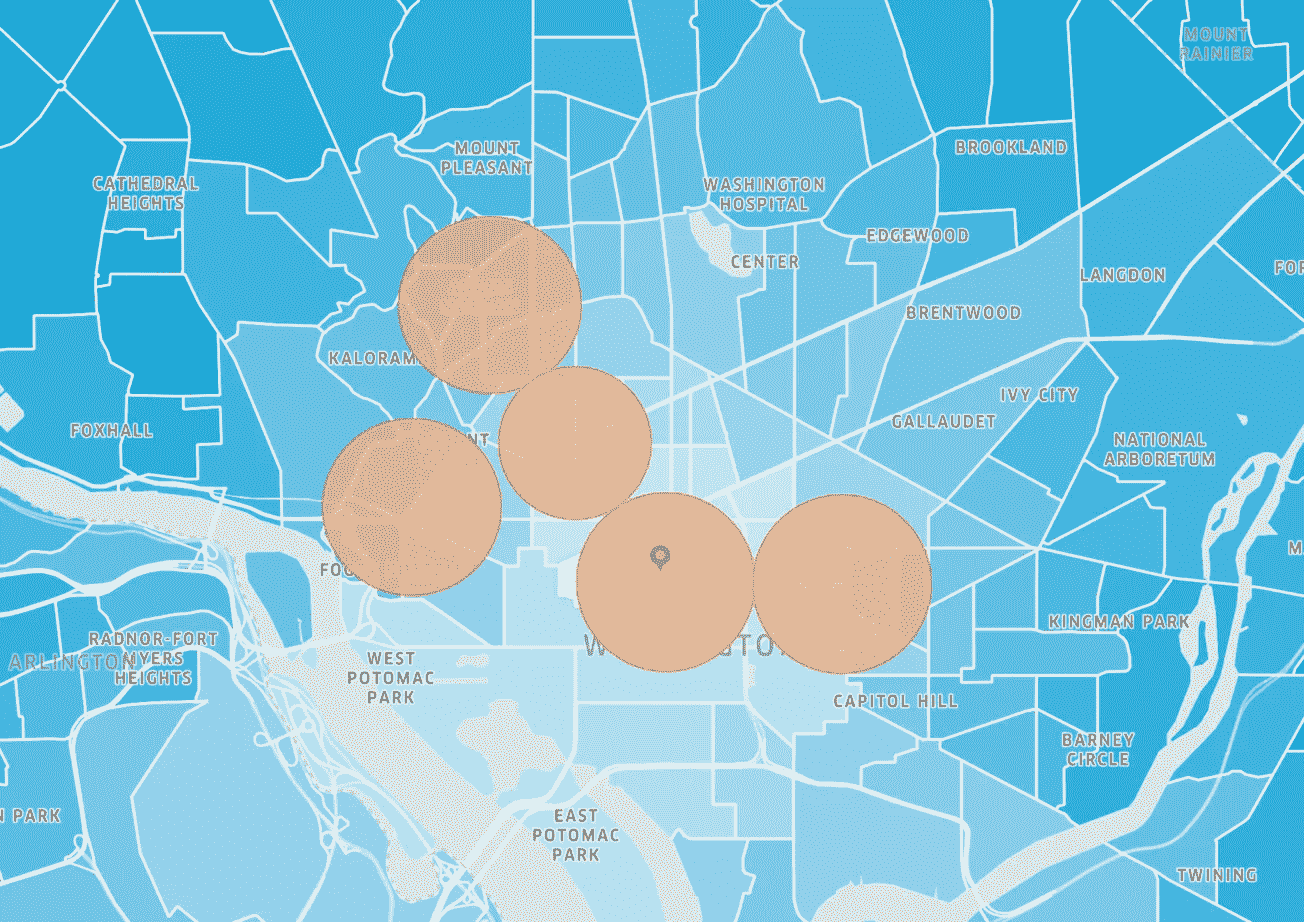 MOUNT
RAINIER
MOUNT
PLEASANT
BROOKLAND
CATHEDRAL
HEIGHTS
WASHINGTON
HOSPITAL
CENTER
EDGEWOOD
LANGDON
FOR
BRENTWOOD
KALORAM
IVY CITY
GALLAUDET
FOXHALL
NT
NATIONAL
ARBORETUM
FOG
M
KINGMAN PARK
RADNOR-FORT
MYERS
HEIGHTS
ARLINGTON
W GTO
WEST
POTOMAC
PARK
CAPITOL HILL
BARNEY
CIRCLE
N PARK
EAST
POTOMAC
PARK
TWINING